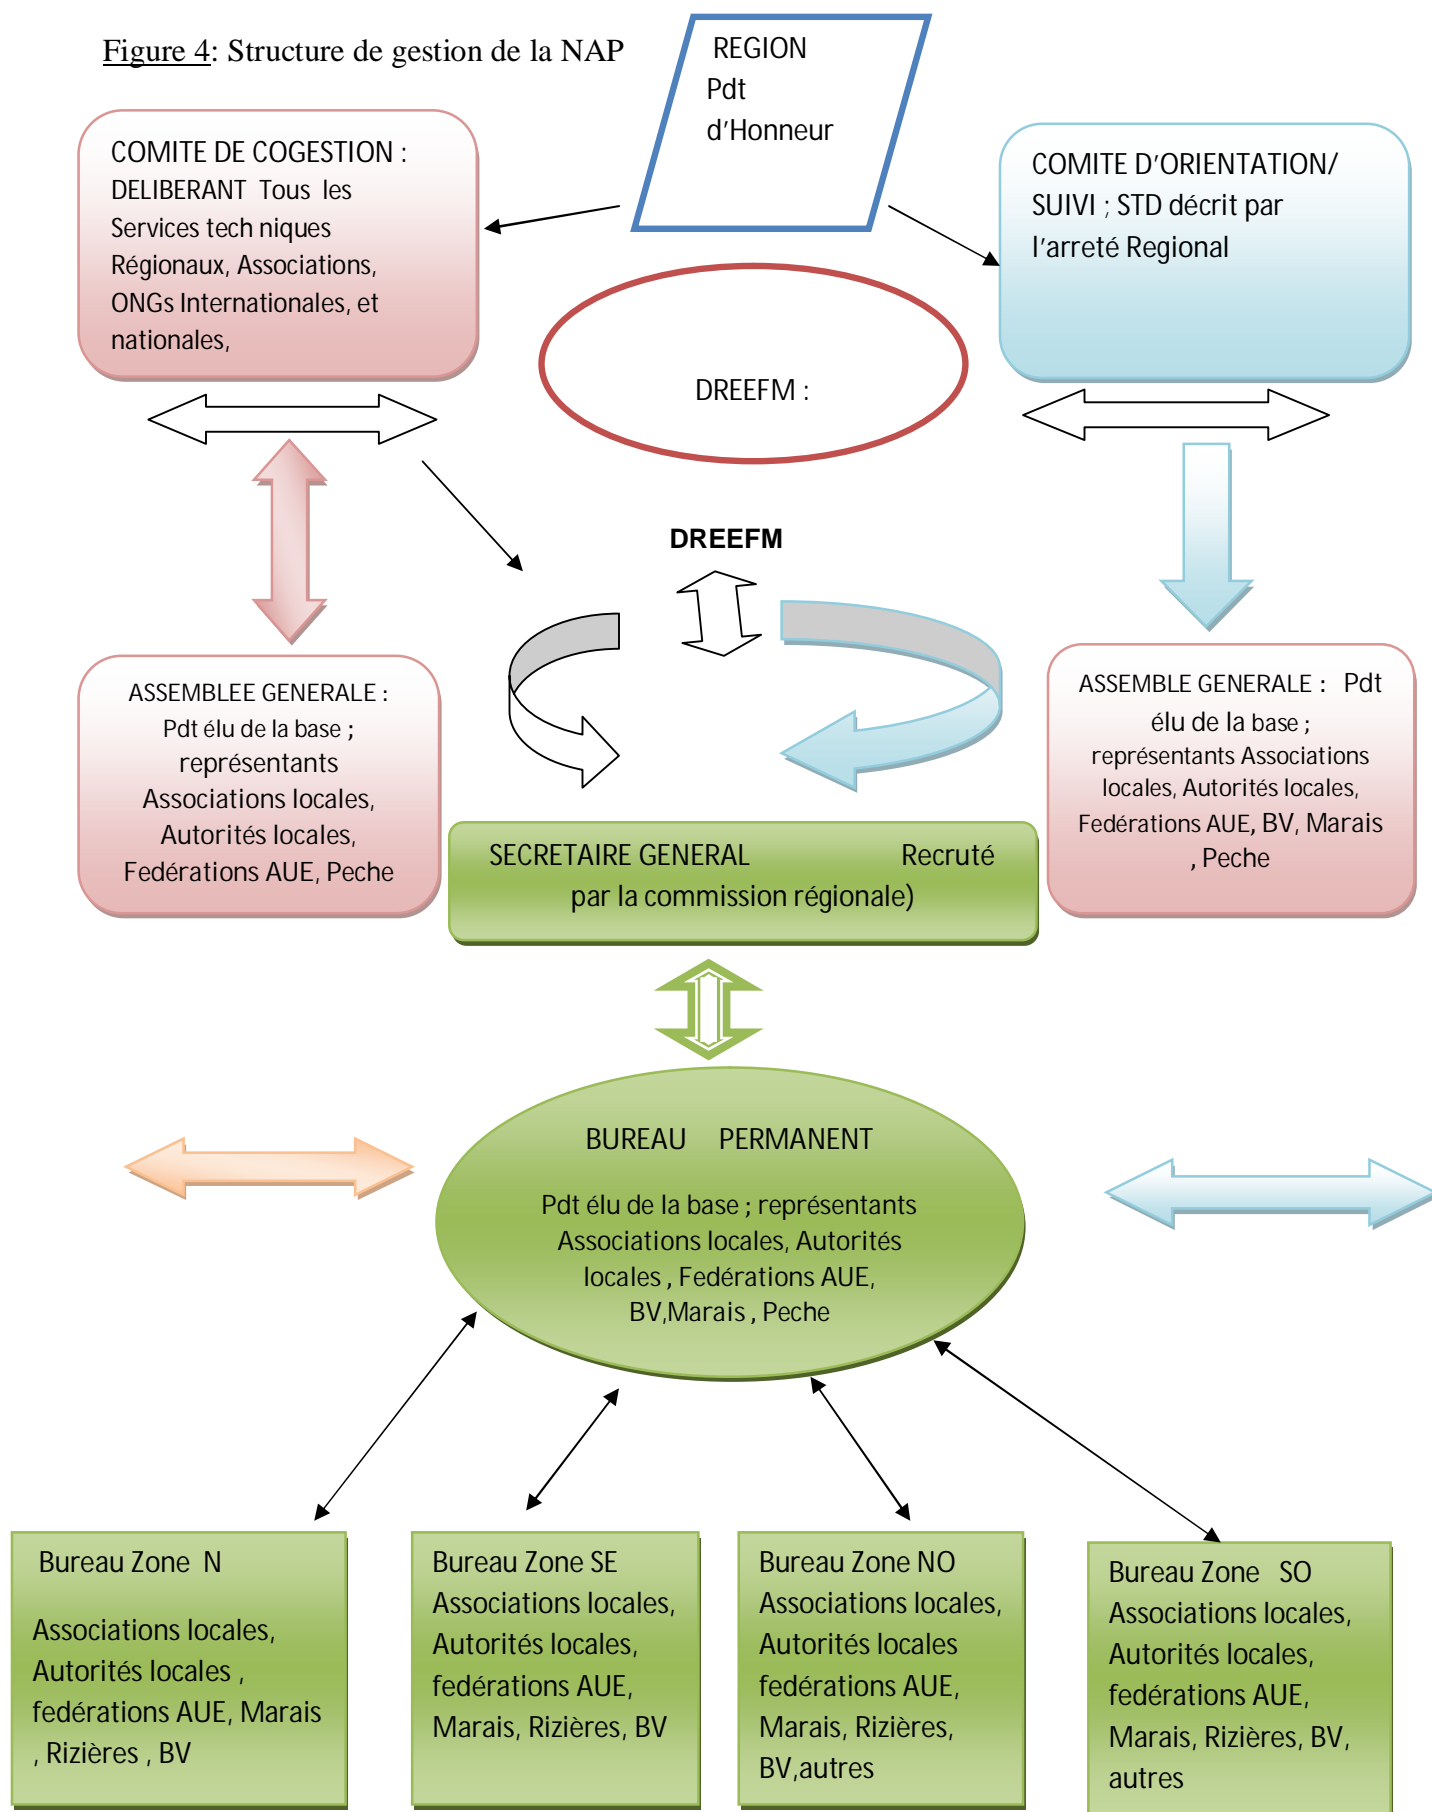 Figure 4: Structure de gestion de la NAP
REGION
Pdt
d'Honneur
COMITE DE COGESTION :
DELIBERANT Tous les
Services tech niques
Régionaux, Associations,
ONGs Internationales, et
nationales,
COMITE D'ORIENTATION/
SUIVI ; STD décrit par
l'arreté Regional
DREEFM :
DREEFM
ASSEMBLEE GENERALE :
Pdt élu de la base ;
représentants
Associations locales,
Autorités locales,
Fedérations AUE, Peche
ASSEMBLE GENERALE : Pdt
élu de la base ;
représentants Associations
locales, Autorités locales,
Fedérations AUE, BV, Marais
, Peche
SECRETAIRE GENERAL Recruté
par la commission régionale)
BUREAU PERMANENT
Pdt élu de la base ; représentants
Associations locales, Autorités
locales , Fedérations AUE,
BV,Marais , Peche
Bureau Zone N
Associations locales,
Autorités locales ,
fedérations AUE, Marais
, Rizières , BV
Bureau Zone SE
Associations locales,
Autorités locales,
fedérations AUE,
Marais, Rizières, BV
Bureau Zone NO
Associations locales,
Autorités locales
fedérations AUE,
Marais, Rizières,
BV,autres
Bureau Zone SO
Associations locales,
Autorités locales,
fedérations AUE,
Marais, Rizières, BV,
autres